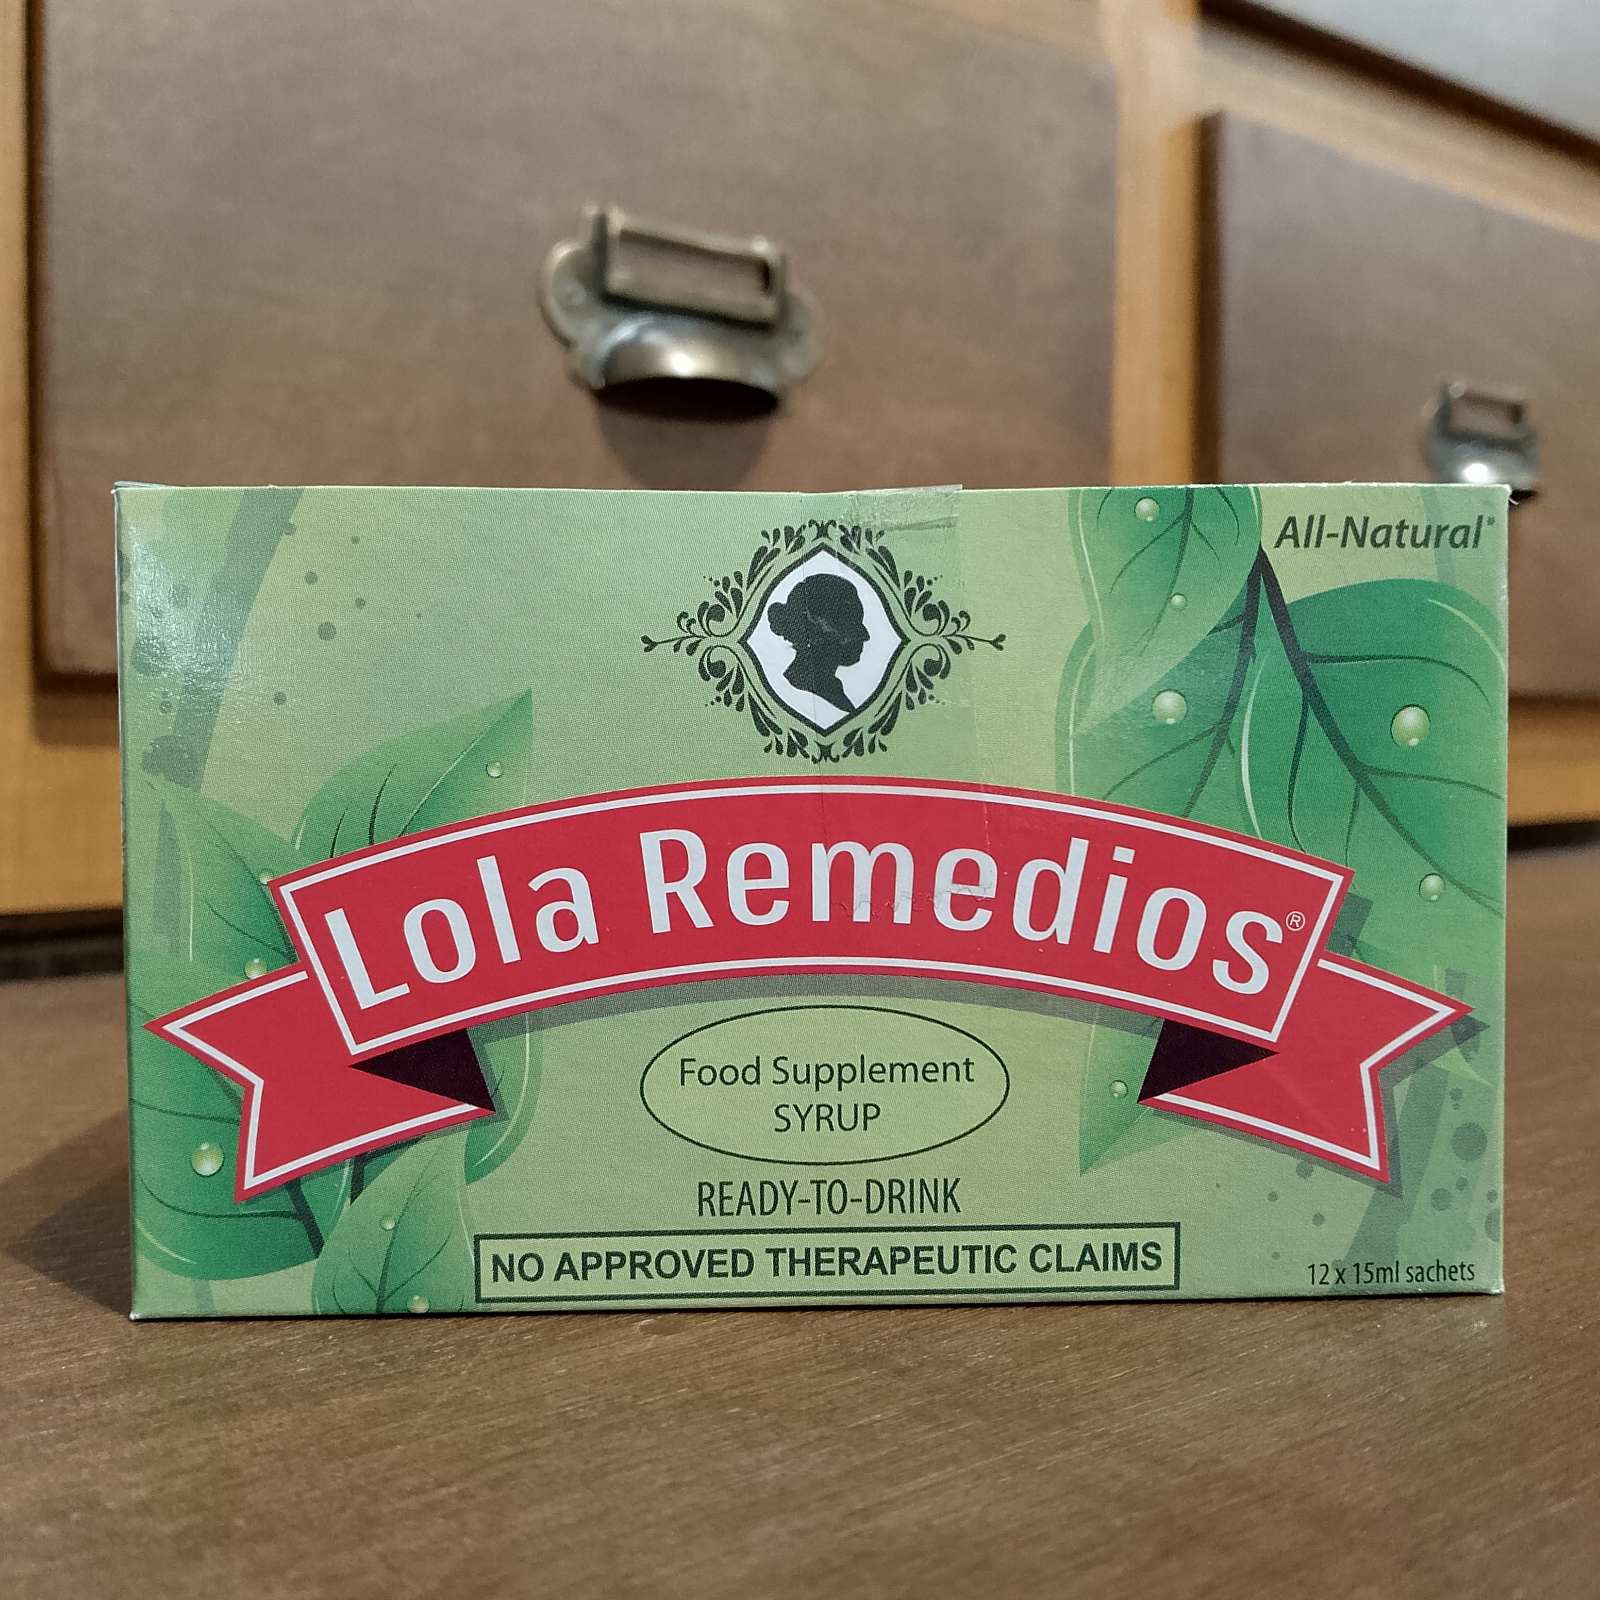 All-Natural*
Lola Remedios®
Food Supplement
SYRUP
READY-TO-DRINK
NO APPROVED THERAPEUTIC CLAIMS
12 x 15ml sachets